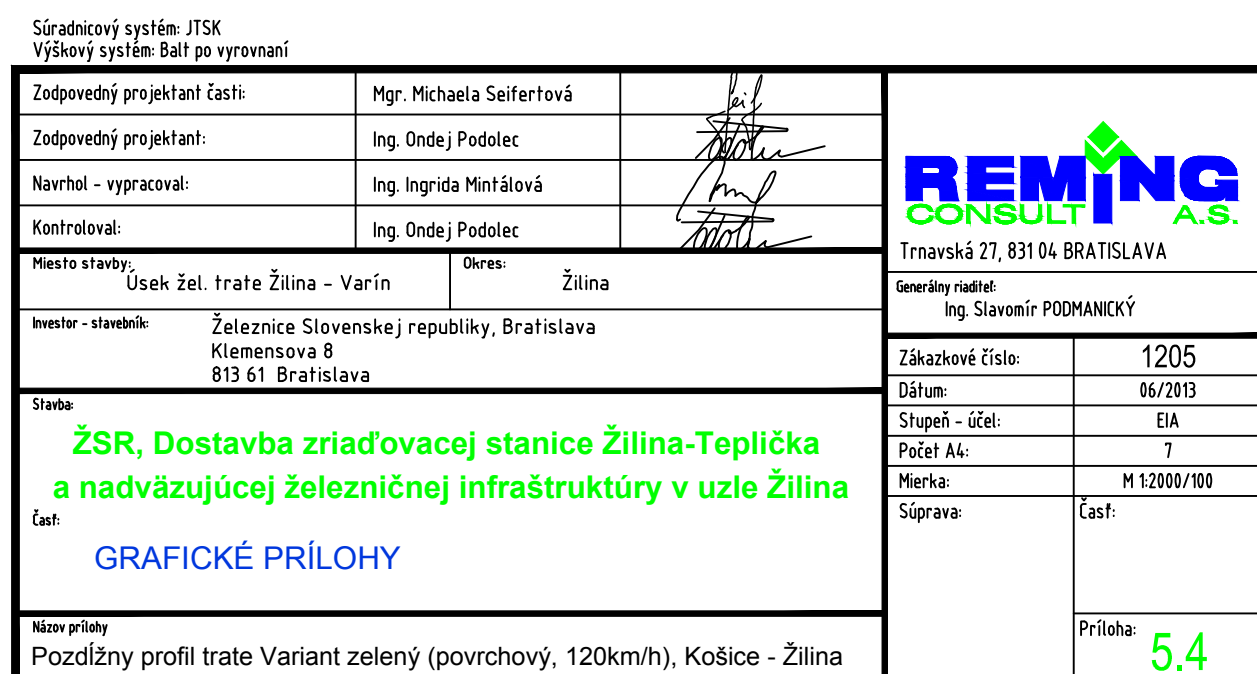 Súradnicový systém: JTSK
Výškový systém: Balt po vyrovnaní
Zodpovedný projektant časti: Mgr. Michaela Seifertová
Zodpovedný projektant: Ing. Ondej Podolec
Navrhol - vypracoval: Ing. Ingrida Mintálová
Kontroloval: Ing. Ondej Podolec
Miesto stavby: Okres:
Úsek žel. trate Žilina - Varín Žilina
Investor - stavebník: Železnice Slovenskej republiky, Bratislava
Klemensova 8
813 61 Bratislava
Stavba:
ŽSR, Dostavba zriaďovacej stanice Žilina-Teplička
a nadväzujúcej železničnej infraštruktúry v uzle Žilina
Časť:
GRAFICKÉ PRÍLOHY
Názov prílohy
Pozdĺžny profil trate Variant zelený (povrchový, 120km/h), Košice - Žilina
REMING
CONSULT A.S.
Trnavská 27, 831 04 BRATISLAVA
Generálny riaditeľ:
Ing. Slavomír PODMANICKÝ
Zákazkové číslo: 1205
Dátum: 06/2013
Stupeň - účel: EIA
Počet A4: 7
Mierka: M 1:2000/100
Súprava: Časť:
Príloha: 5.4